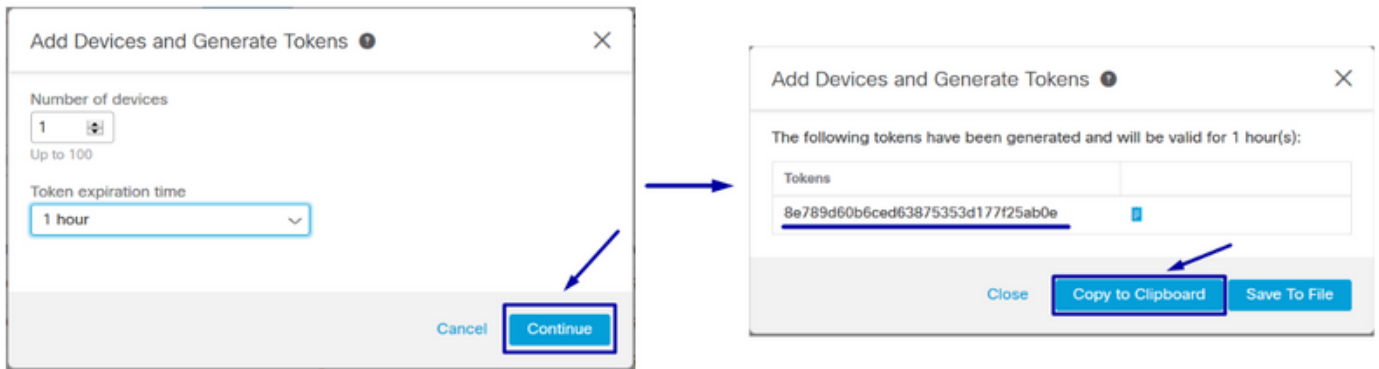 Add Devices and Generate Tokens ?
Number of devices
1
Up to 100
Token expiration time
1 hour
Cancel
Continue
Add Devices and Generate Tokens ?
The following tokens have been generated and will be valid for 1 hour(s):
Tokens
8e789d60b6ced63875353d177f25ab0e
Close
Copy to Clipboard
Save To File